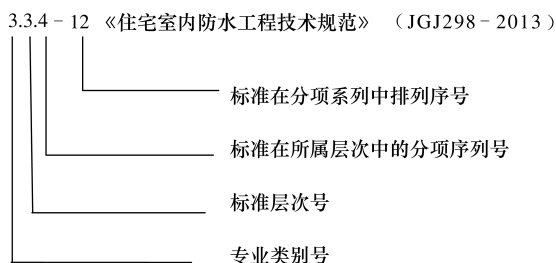 3.3.4-12《住宅室内防水工程技术规范》（JGJ298-2013）
标准在分项系列中排列序号
标准在所属层次中的分项序列号
标准层次号
专业类别号